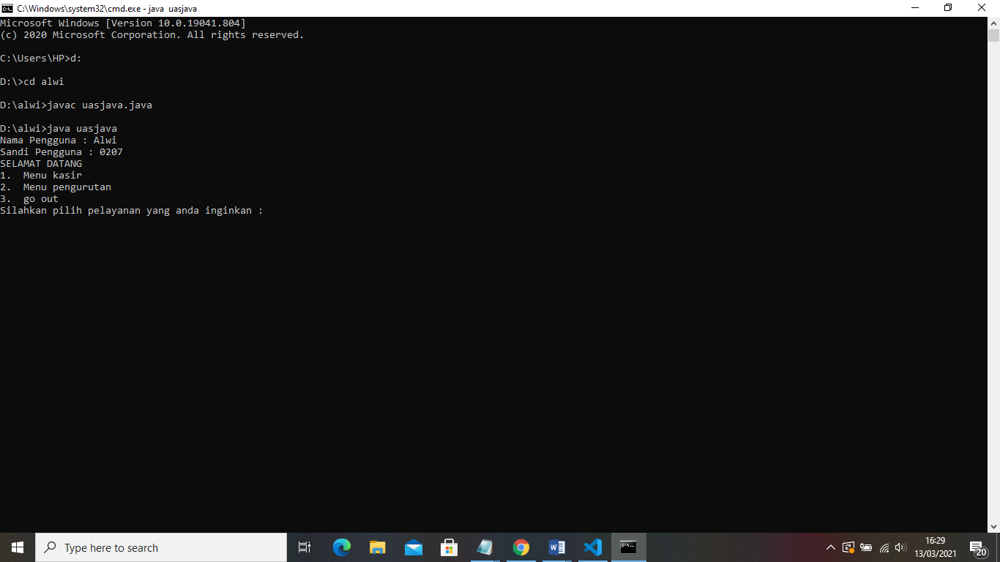 C:\Windows\system32\cmd.exe - java  uasjava
Microsoft Windows [Version 10.0.19041.804]
(c) 2020 Microsoft Corporation. All rights reserved.
C:\Users\HP>d:
D:\>cd alwi
D:\alwi>javac uasjava.java
D:\alwi>java uasjava
Nama Pengguna : Alwi
Sandi Pengguna : 0207
SELAMAT DATANG
1.  Menu kasir
2.  Menu pengurutan
3.  go out
Silahkan pilih pelayanan yang anda inginkan :
Type here to search
16:29
13/03/2021
20